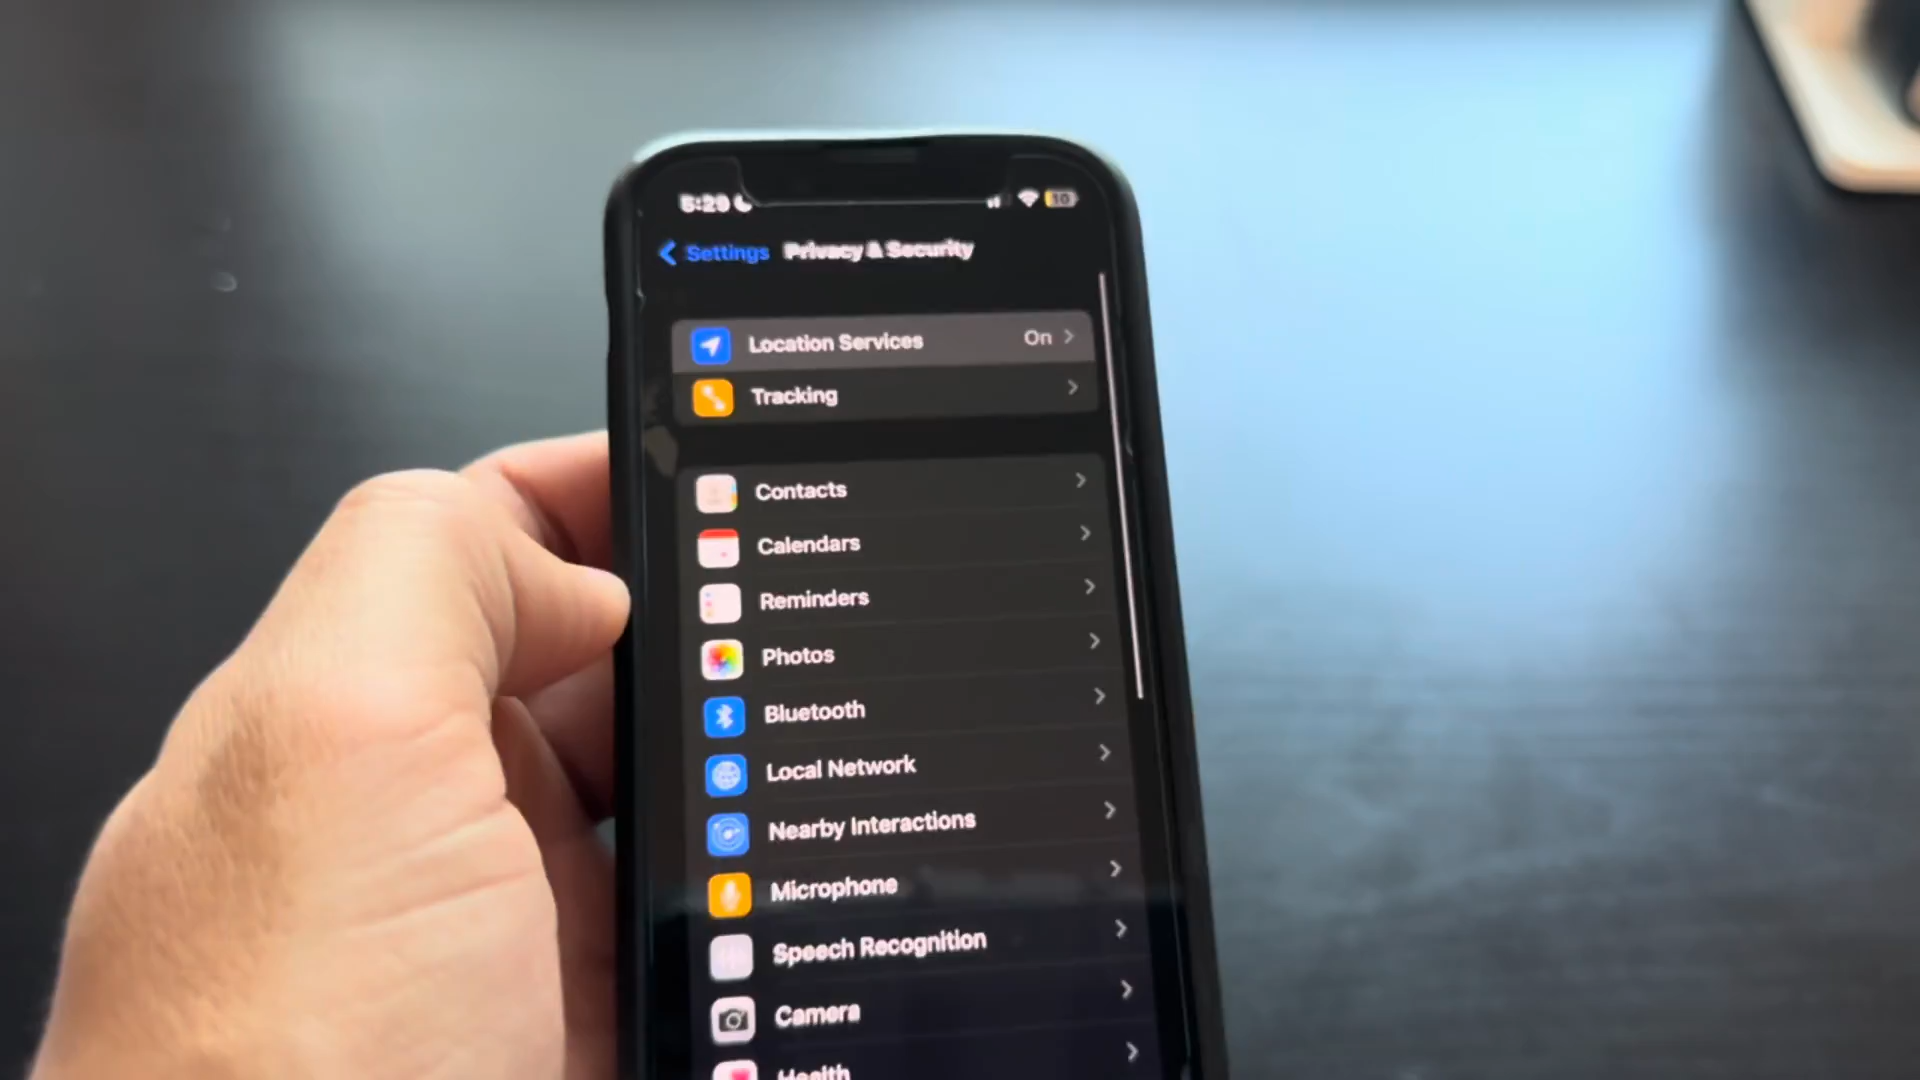 5:29
10
Settings Privacy & Security
Location Services On
Tracking
Contacts
Calendars
Reminders
Photos
Bluetooth
Local Network
Nearby Interactions
Microphone
Speech Recognition
Camera
Health